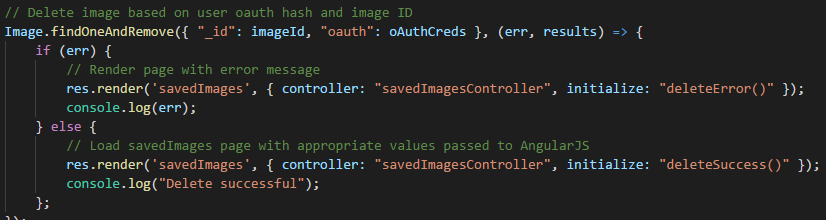 // Delete image based on user oauth hash and image ID
Image.findOneAndRemove({ "_id": imageId, "oauth": oAuthCreds }, (err, results) => {
if (err) {
// Render page with error message
res.render('savedImages', { controller: "savedImagesController", initialize: "deleteError()" });
console.log(err);
} else {
// Load savedImages page with appropriate values passed to AngularJS
res.render('savedImages', { controller: "savedImagesController", initialize: "deleteSuccess()" });
console.log("Delete successful");
};
});